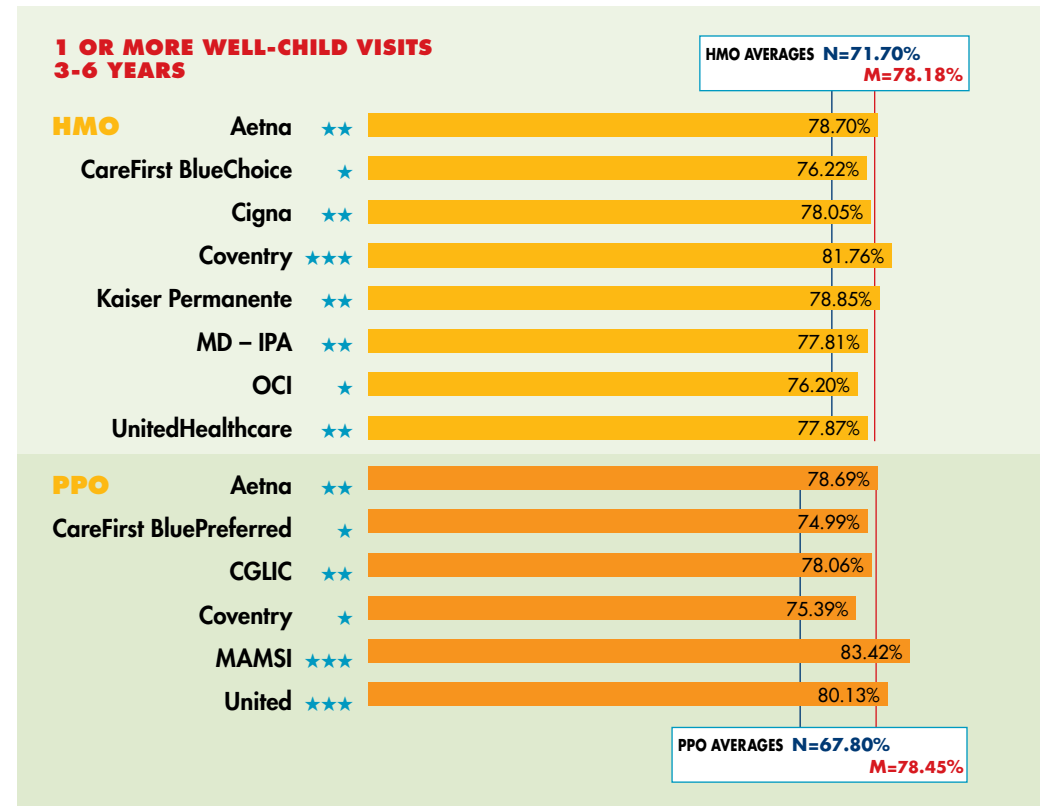 1 OR MORE WELL-CHILD VISITS
3-6 YEARS
HMO AVERAGES N=71.70%
M=78.18%
HMO Aetna ★★ 78.70%
CareFirst BlueChoice ★ 76.22%
Cigna ★★ 78.05%
Coventry ★★★ 81.76%
Kaiser Permanente ★★ 78.85%
MD – IPA ★★ 77.81%
OCI ★ 76.20%
UnitedHealthcare ★★ 77.87%
PPO Aetna ★★ 78.69%
CareFirst BluePreferred ★ 74.99%
CGLIC ★★ 78.06%
Coventry ★ 75.39%
MAMSI ★★★ 83.42%
United ★★★ 80.13%
PPO AVERAGES N=67.80%
M=78.45%